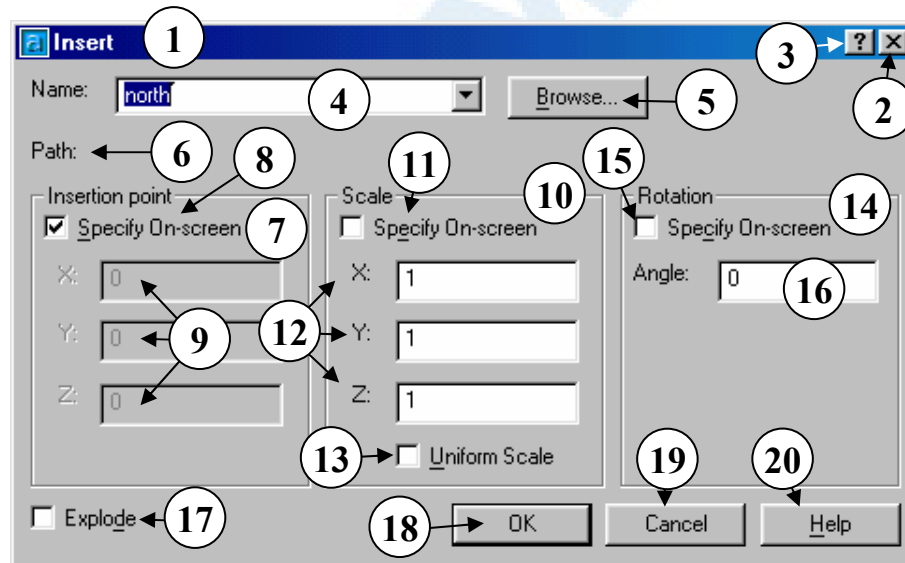 Insert 1 3 ? X
2
Name: north 4 Browse... 5
Path: 6 8 11 15
Insertion point 7 Scale 10 Rotation 14
Specify On-screen Specify On-screen Specify On-screen
X: 0 X: 1 Angle: 0 16
Y: 0 9 12 Y: 1
Z: 0 Z: 1
13 Uniform Scale 19 20
Explode 17 18 OK Cancel Help